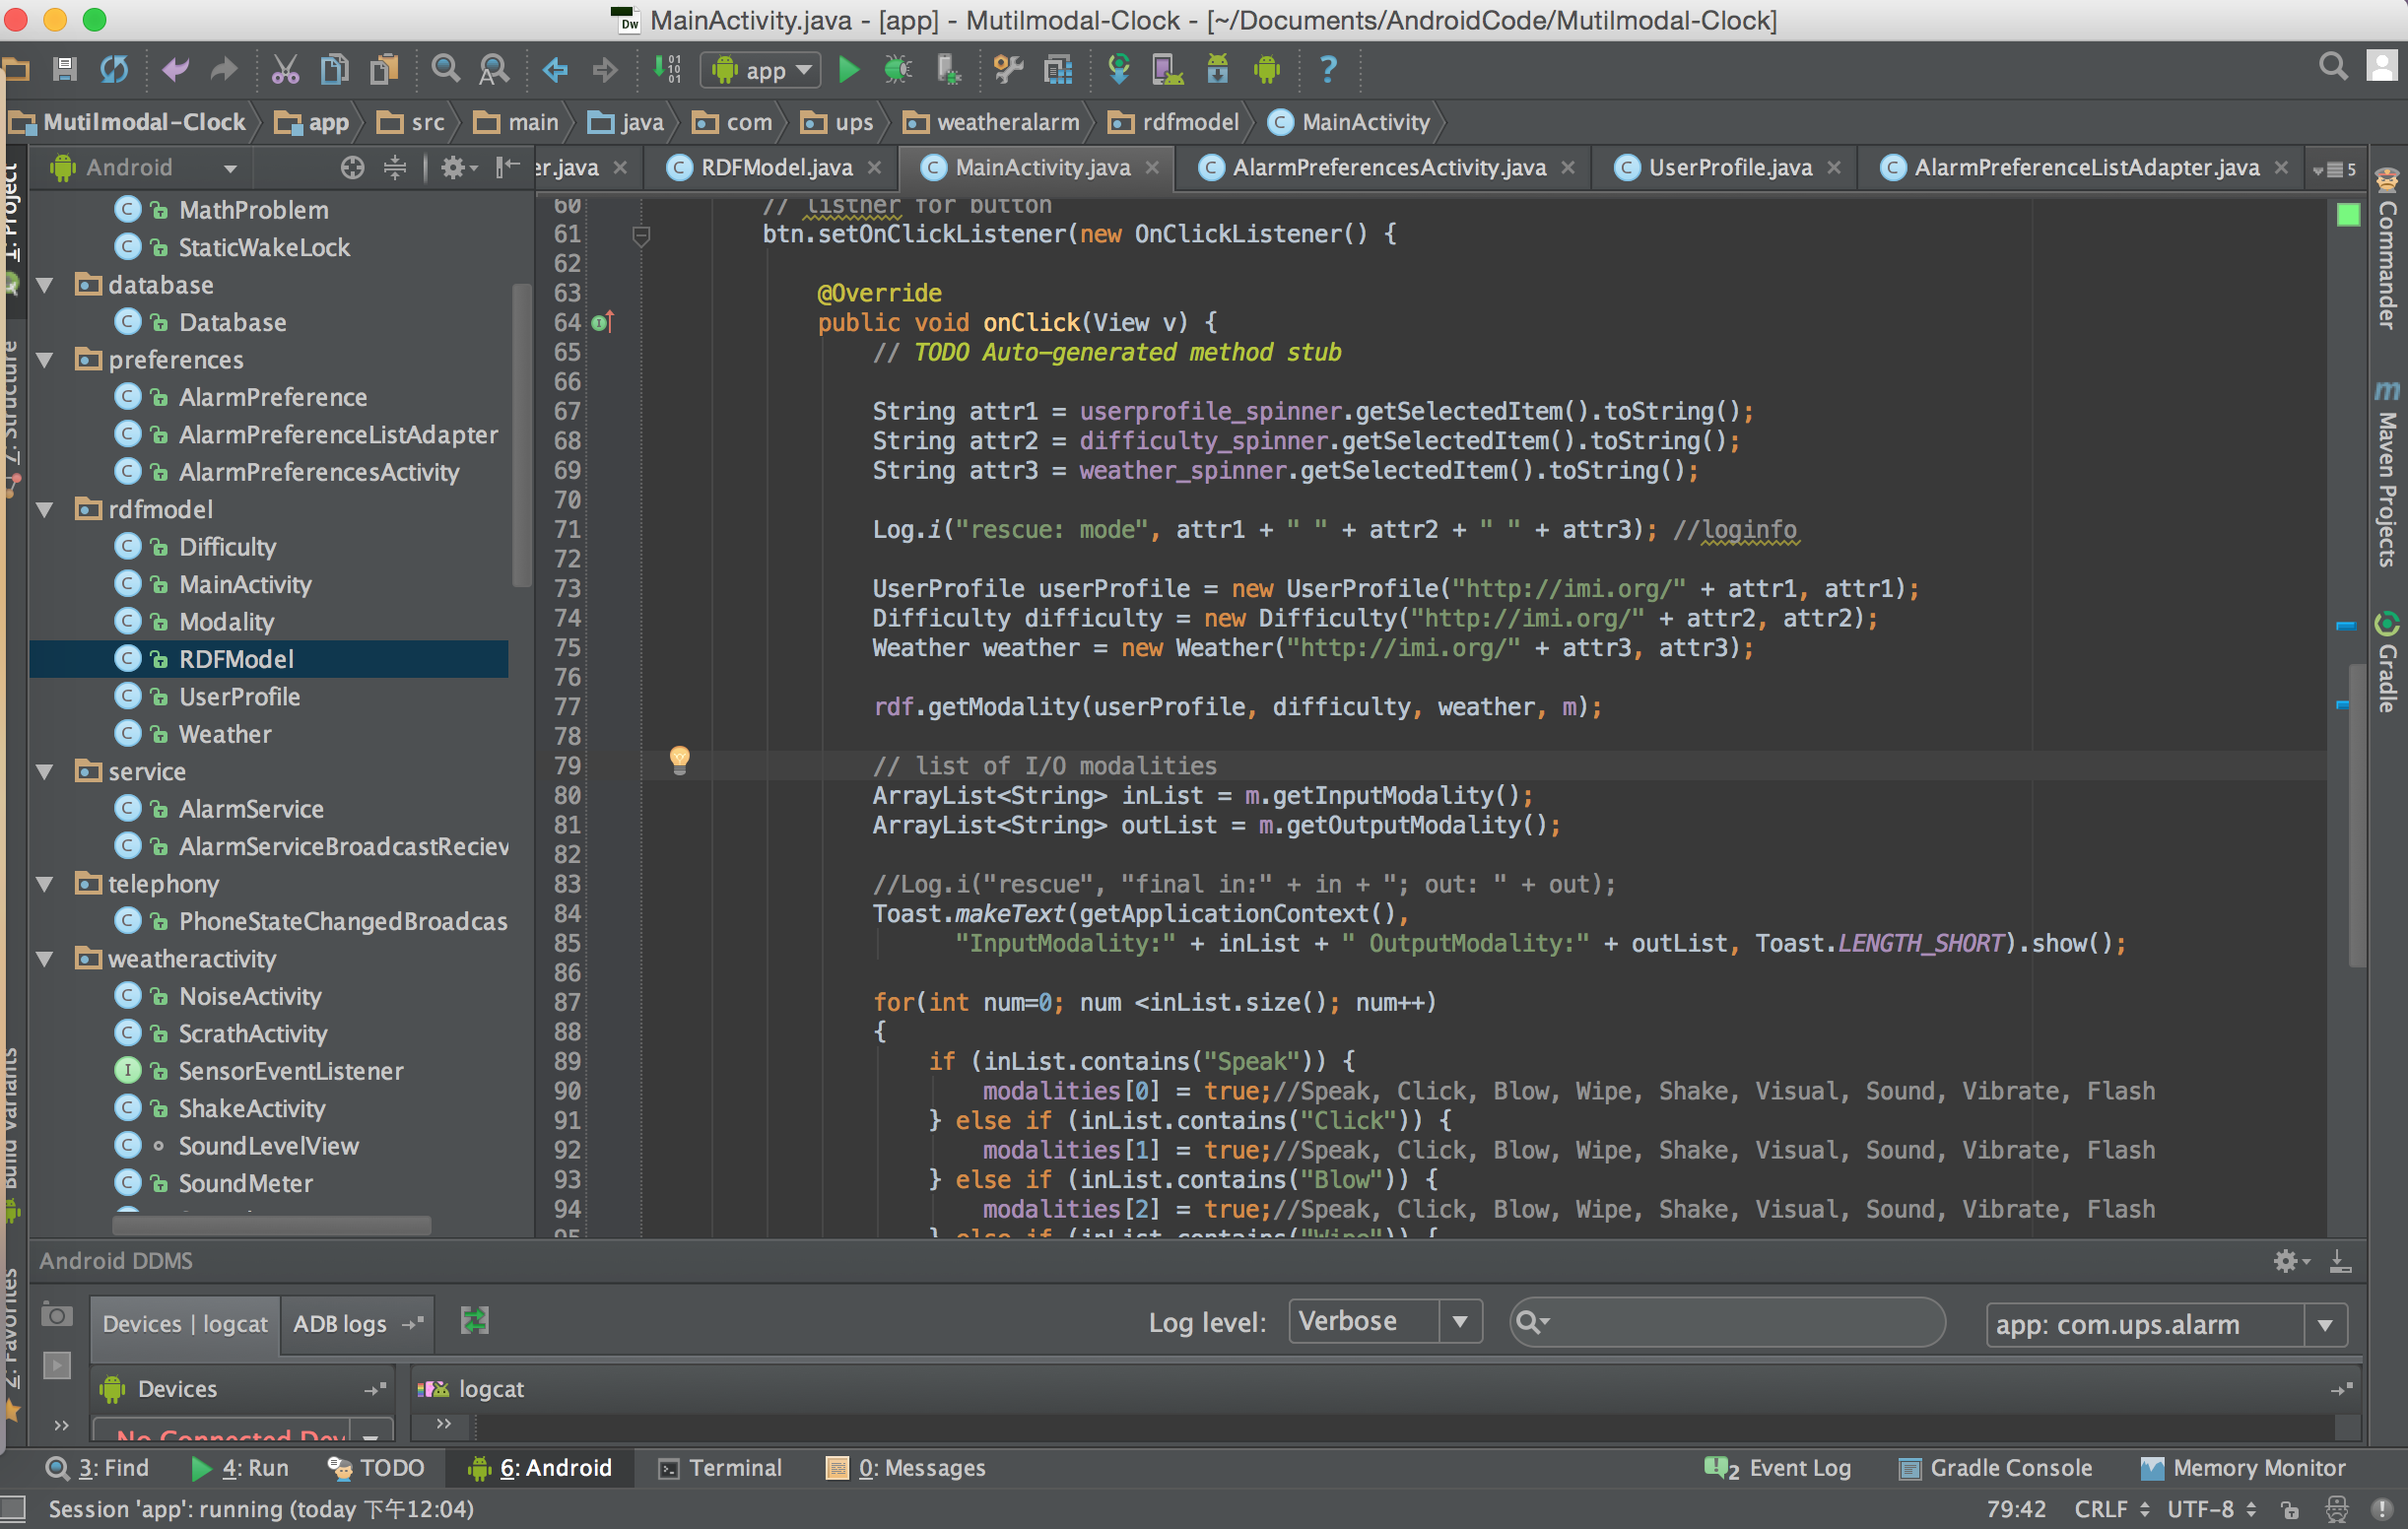 MainActivity.java - [app] - Mutilmodal-Clock - [~/Documents/AndroidCode/Mutilmodal-Clock]
app
Mutilmodal-Clock app src main java com ups weatheralarm rdfmodel MainActivity
Android
er.java RDFModel.java MainActivity.java AlarmPreferencesActivity.java UserProfile.java AlarmPreferenceListAdapter.java 5
1: Project
Z: Structure
Build Variants
2: Favorites
MathProblem
StaticWakeLock
database
Database
preferences
AlarmPreference
AlarmPreferenceListAdapter
AlarmPreferencesActivity
rdfmodel
Difficulty
MainActivity
Modality
RDFModel
UserProfile
Weather
service
AlarmService
AlarmServiceBroadcastReciev
telephony
PhoneStateChangedBroadcas
weatheractivity
NoiseActivity
ScrathActivity
SensorEventListener
ShakeActivity
SoundLevelView
SoundMeter
60 // listner for button
61 btn.setOnClickListener(new OnClickListener() {
62
63 @Override
64 public void onClick(View v) {
65 // TODO Auto-generated method stub
66
67 String attr1 = userprofile_spinner.getSelectedItem().toString();
68 String attr2 = difficulty_spinner.getSelectedItem().toString();
69 String attr3 = weather_spinner.getSelectedItem().toString();
70
71 Log.i("rescue: mode", attr1 + " " + attr2 + " " + attr3); //loginfo
72
73 UserProfile userProfile = new UserProfile("http://imi.org/" + attr1, attr1);
74 Difficulty difficulty = new Difficulty("http://imi.org/" + attr2, attr2);
75 Weather weather = new Weather("http://imi.org/" + attr3, attr3);
76
77 rdf.getModality(userProfile, difficulty, weather, m);
78
79 // list of I/O modalities
80 ArrayList<String> inList = m.getInputModality();
81 ArrayList<String> outList = m.getOutputModality();
82
83 //Log.i("rescue", "final in:" + in + "; out: " + out);
84 Toast.makeText(getApplicationContext(),
85 "InputModality:" + inList + " OutputModality:" + outList, Toast.LENGTH_SHORT).show();
86
87 for(int num=0; num <inList.size(); num++)
88 {
89 if (inList.contains("Speak")) {
90 modalities[0] = true;//Speak, Click, Blow, Wipe, Shake, Visual, Sound, Vibrate, Flash
91 } else if (inList.contains("Click")) {
92 modalities[1] = true;//Speak, Click, Blow, Wipe, Shake, Visual, Sound, Vibrate, Flash
93 } else if (inList.contains("Blow")) {
94 modalities[2] = true;//Speak, Click, Blow, Wipe, Shake, Visual, Sound, Vibrate, Flash
95 } else if (inList.contains("Wipe")) {
Commander
Maven Projects
Gradle
Android DDMS
Devices | logcat ADB logs Log level: Verbose app: com.ups.alarm
Devices logcat
No Connected Dev
3: Find 4: Run TODO 6: Android Terminal 0: Messages 2 Event Log Gradle Console Memory Monitor
Session 'app': running (today 下午12:04) 79:42 CRLF UTF-8